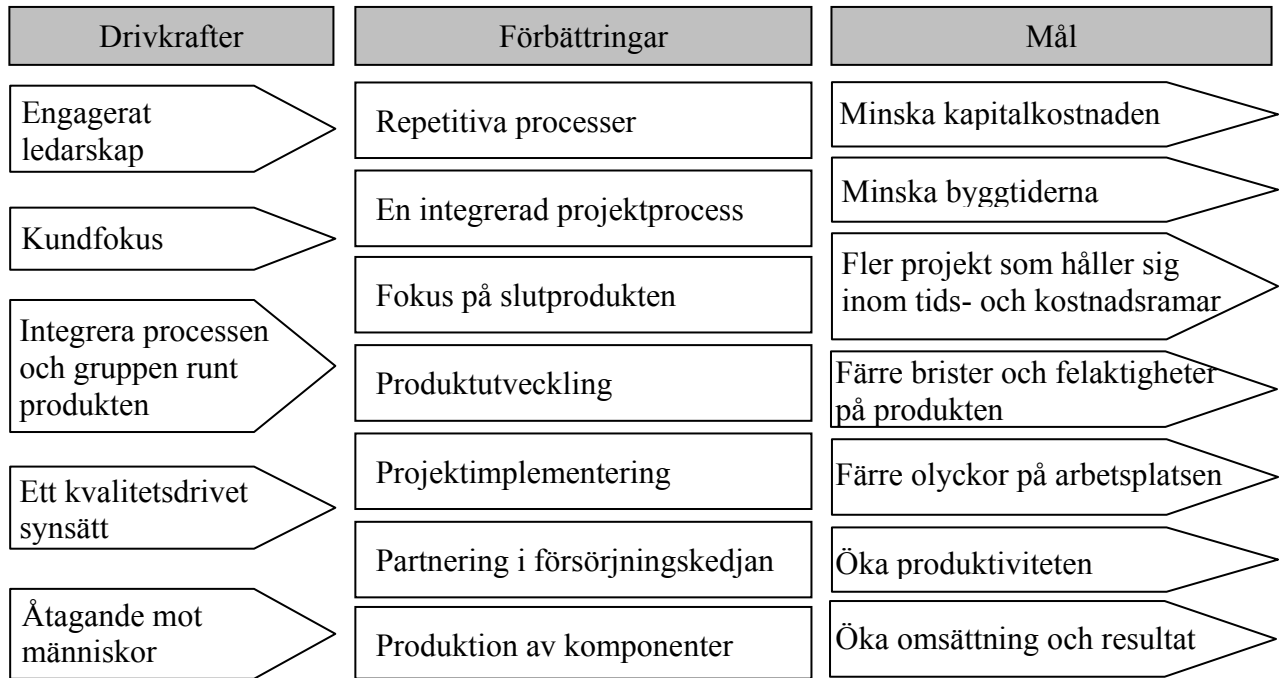 Drivkrafter
Engagerat
ledarskap
Kundfokus
Integrera processen
och gruppen runt
produkten
Ett kvalitetsdrivet
synsätt
Åtagande mot
människor
Förbättringar
Repetitiva processer
En integrerad projektprocess
Fokus på slutprodukten
Produktutveckling
Projektimplementering
Partnering i försörjningskedjan
Produktion av komponenter
Mål
Minska kapitalkostnaden
Minska byggtiderna
Fler projekt som håller sig
inom tids- och kostnadsramar
Färre brister och felaktigheter
på produkten
Färre olyckor på arbetsplatsen
Öka produktiviteten
Öka omsättning och resultat